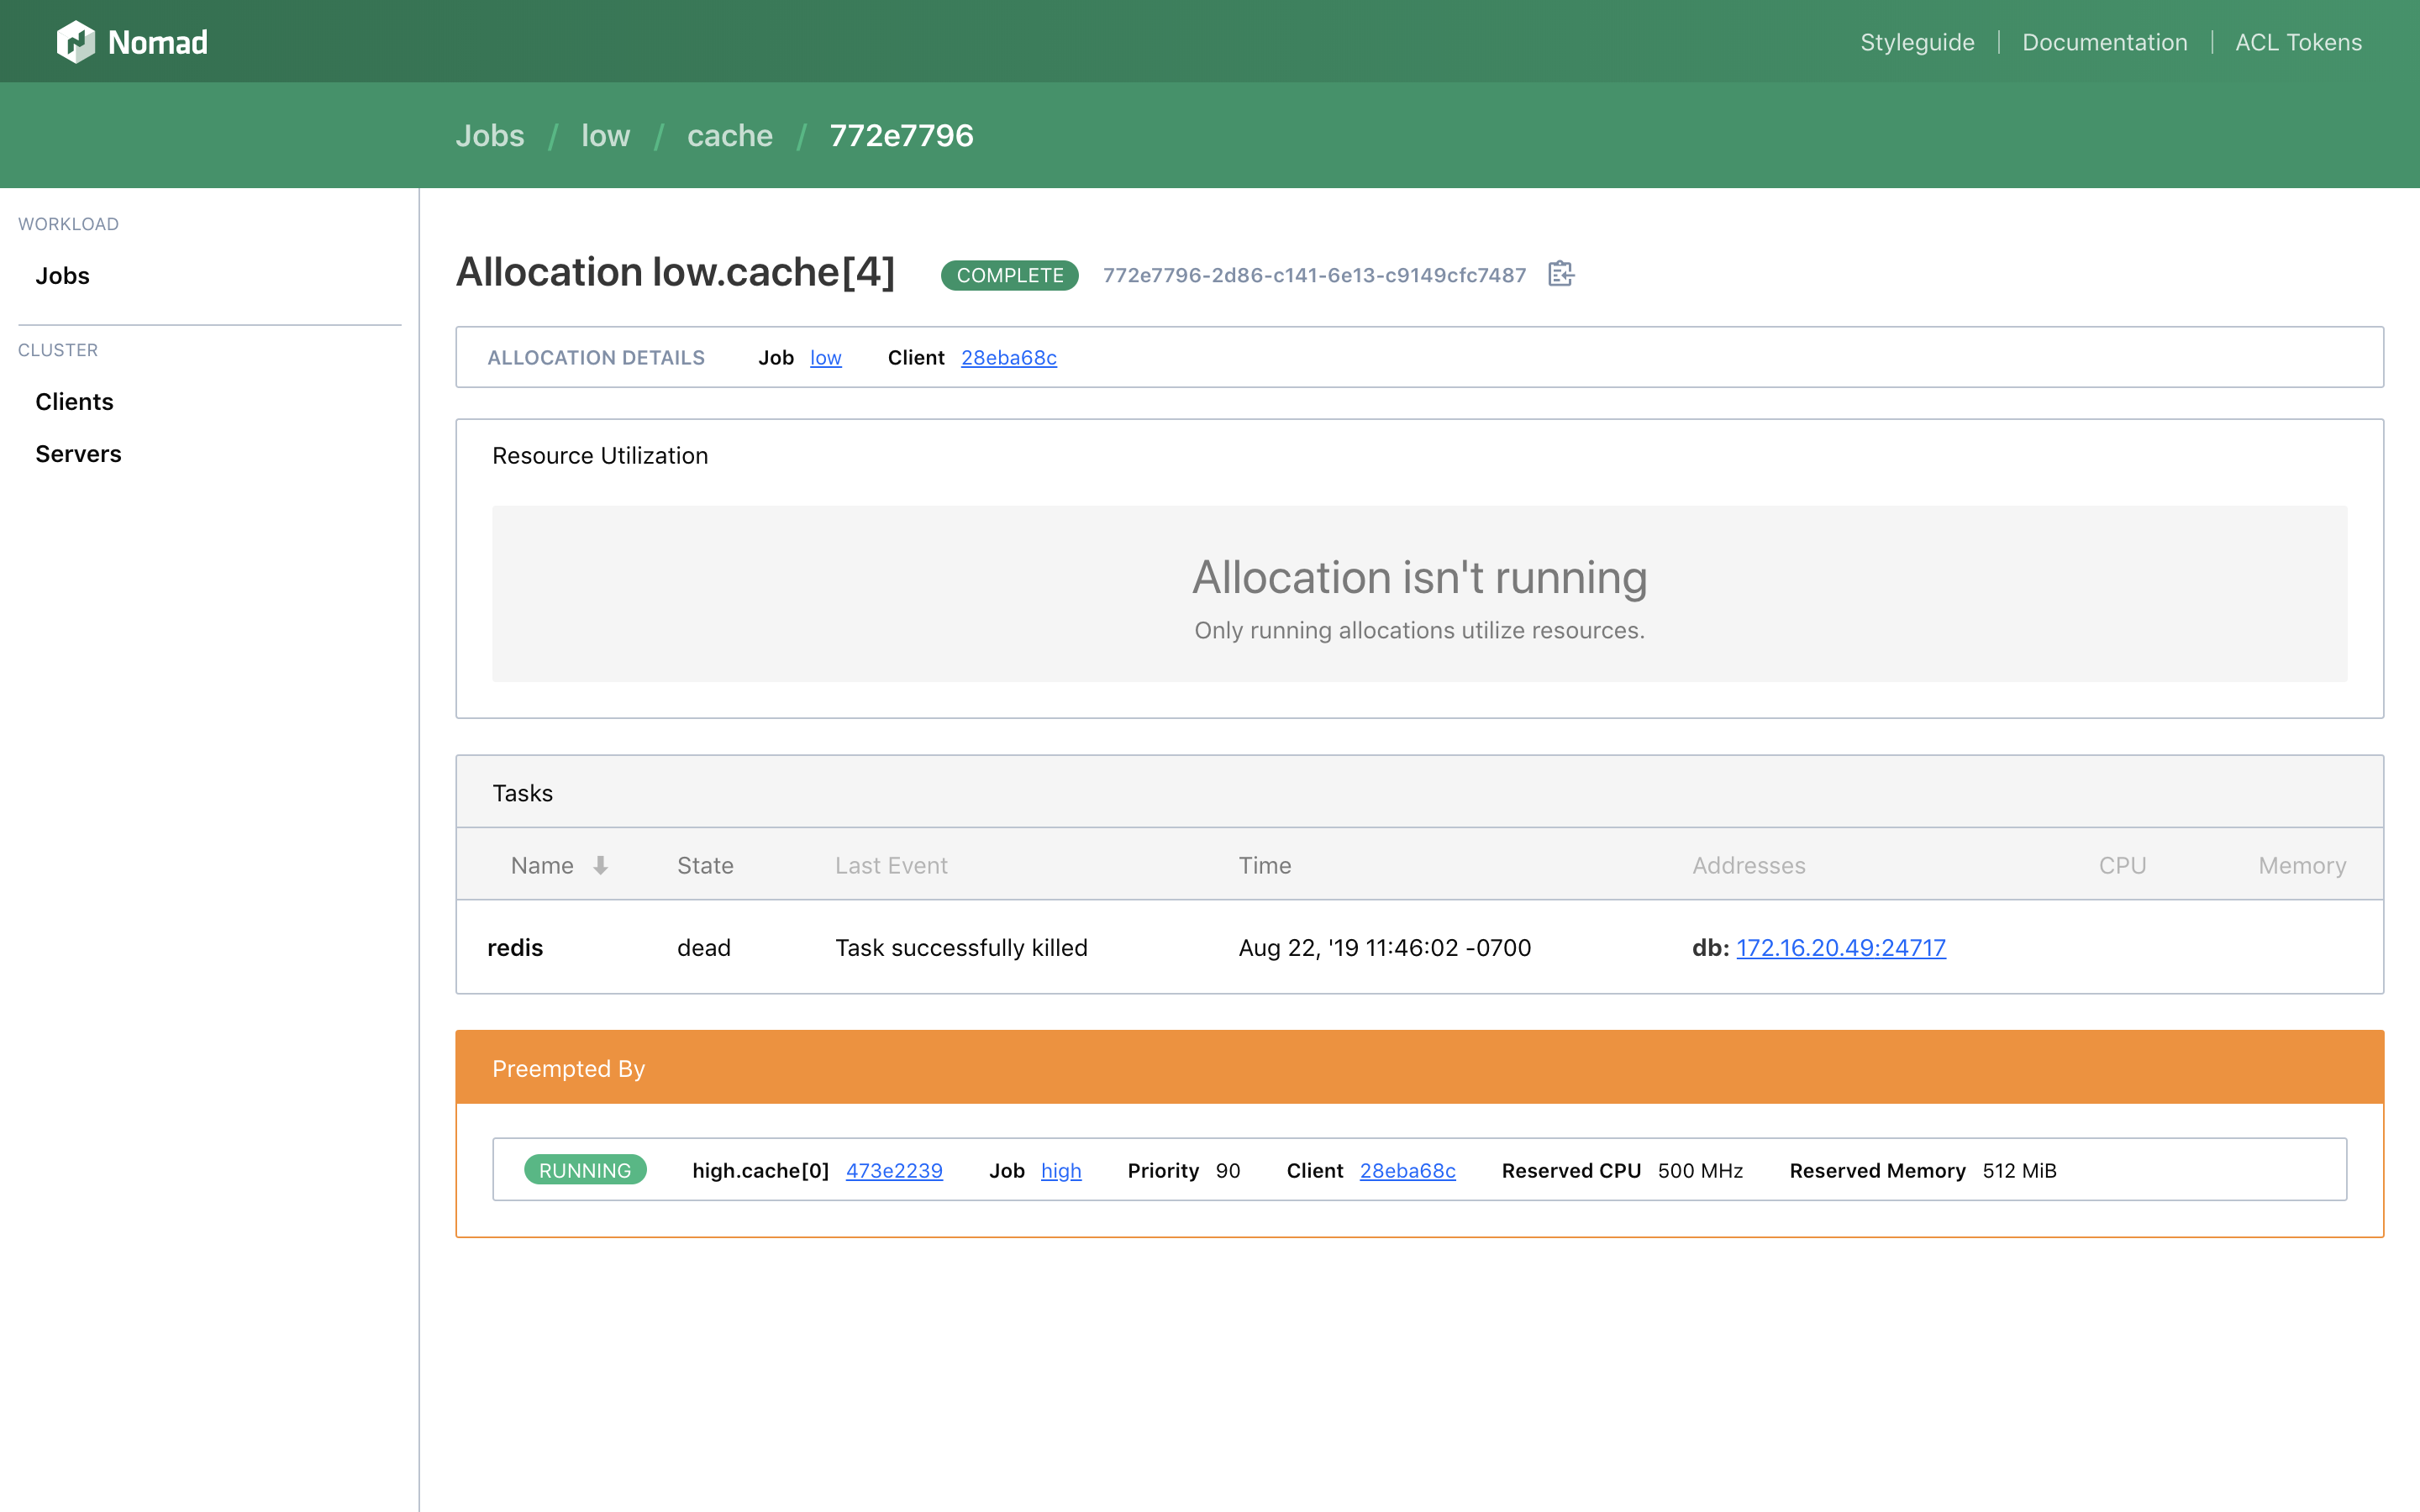 Nomad
Styleguide | Documentation | ACL Tokens
Jobs / low / cache / 772e7796
WORKLOAD
Jobs
CLUSTER
Clients
Servers
Allocation low.cache[4] COMPLETE 772e7796-2d86-c141-6e13-c9149cfc7487
ALLOCATION DETAILS Job low Client 28eba68c
Resource Utilization
Allocation isn't running
Only running allocations utilize resources.
Tasks
Name State Last Event Time Addresses CPU Memory
redis dead Task successfully killed Aug 22, '19 11:46:02 -0700 db: 172.16.20.49:24717
Preempted By
RUNNING high.cache[0] 473e2239 Job high Priority 90 Client 28eba68c Reserved CPU 500 MHz Reserved Memory 512 MiB